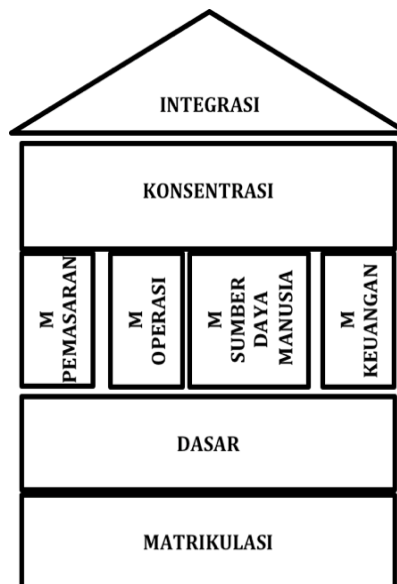 INTEGRASI
KONSENTRASI
M
PEMASARAN
M
OPERASI
M
SUMBER
DAYA
MANUSIA
M
KEUANGAN
DASAR
MATRIKULASI